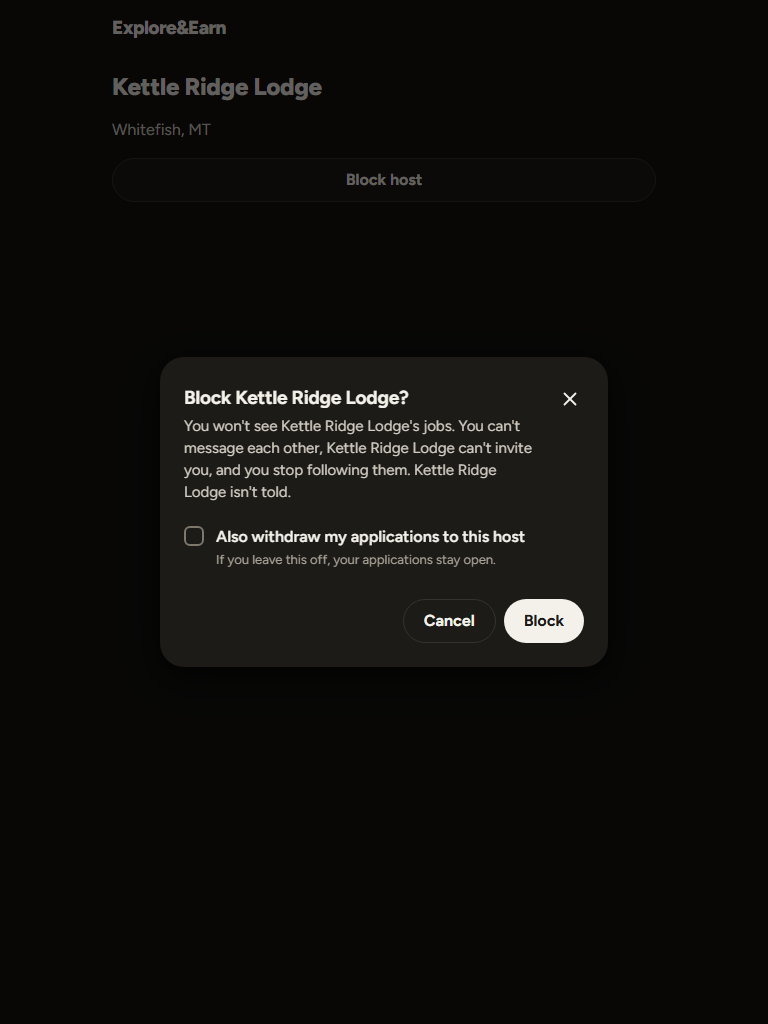 Explore&Earn
Kettle Ridge Lodge
Whitefish, MT
Block host
Block Kettle Ridge Lodge?
You won't see Kettle Ridge Lodge's jobs. You can't
message each other, Kettle Ridge Lodge can't invite
you, and you stop following them. Kettle Ridge
Lodge isn't told.
Also withdraw my applications to this host
If you leave this off, your applications stay open.
Cancel
Block